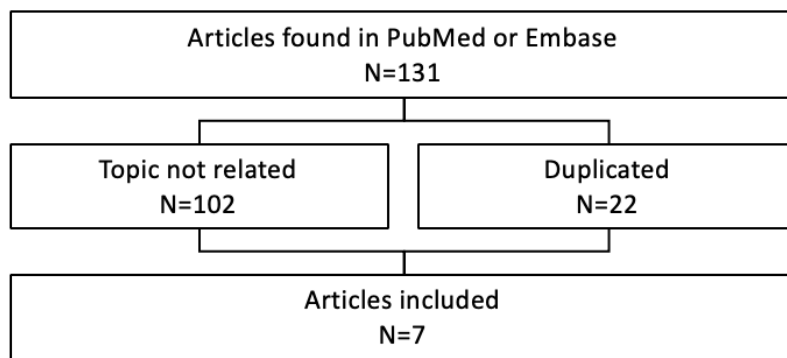 Articles found in PubMed or Embase
N=131
Topic not related
N=102
Duplicated
N=22
Articles included
N=7